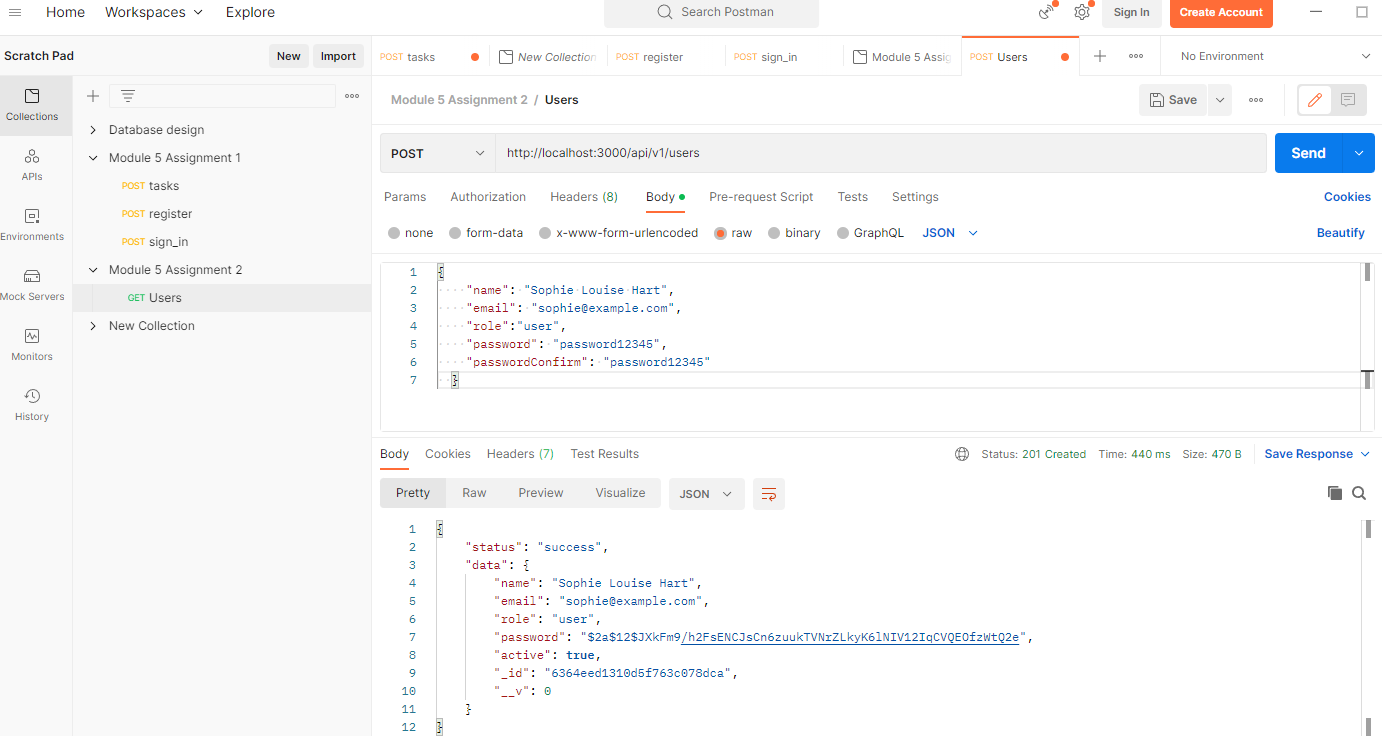 Home Workspaces Explore Search Postman Sign In Create Account
Scratch Pad New Import
POST tasks New Collection POST register POST sign_in Module 5 Assig POST Users No Environment
Collections
APIs
Environments
Mock Servers
Monitors
History
Database design
Module 5 Assignment 1
POST tasks
POST register
POST sign_in
Module 5 Assignment 2
GET Users
New Collection
Module 5 Assignment 2 / Users Save
POST http://localhost:3000/api/v1/users Send
Params Authorization Headers (8) Body Pre-request Script Tests Settings Cookies
none form-data x-www-form-urlencoded raw binary GraphQL JSON Beautify
1 {
2 "name": "Sophie Louise Hart",
3 "email": "sophie@example.com",
4 "role":"user",
5 "password": "password12345",
6 "passwordConfirm": "password12345"
7 }
Body Cookies Headers (7) Test Results Status: 201 Created Time: 440 ms Size: 470 B Save Response
Pretty Raw Preview Visualize JSON
1 {
2 "status": "success",
3 "data": {
4 "name": "Sophie Louise Hart",
5 "email": "sophie@example.com",
6 "role": "user",
7 "password": "$2a$12$JXkFm9/h2FsENCJsCn6zuukTVNrZLkyK6lNIV12IqCVQEOfzWtQ2e",
8 "active": true,
9 "_id": "6364eed1310d5f763c078dca",
10 "__v": 0
11 }
12 }